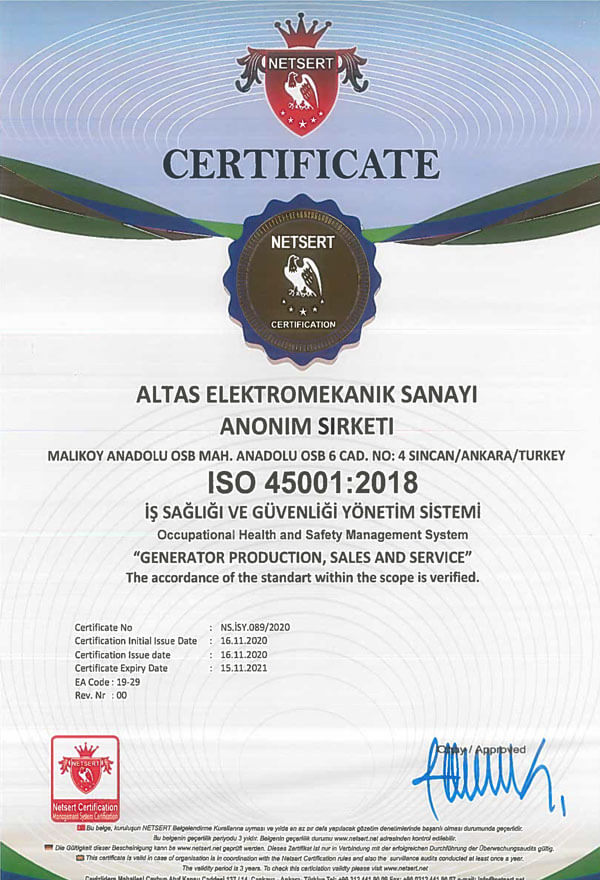 NETSERT
CERTIFICATE
NETSERT
CERTIFICATION
ALTAS ELEKTROMEKANIK SANAYI
ANONIM SIRKETI
MALIKOY ANADOLU OSB MAH. ANADOLU OSB 6 CAD. NO: 4 SINCAN/ANKARA/TURKEY
ISO 45001:2018
İŞ SAĞLIĞI VE GÜVENLİĞİ YÖNETİM SİSTEMİ
Occupational Health and Safety Management System
“GENERATOR PRODUCTION, SALES AND SERVICE”
The accordance of the standart within the scope is verified.
Certificate No : NS.İSY.089/2020
Certification Initial Issue Date : 16.11.2020
Certification Issue date : 16.11.2020
Certificate Expiry Date : 15.11.2021
EA Code : 19-29
Rev. Nr : 00
/ Approved
NETSERT
Netsert Certification
Management System Certification
Bu belge, kuruluşun NETSERT Belgelendirme Kurallarına uyması ve yılda en az bir defa yapılacak gözetim denetimlerinde başarılı olması durumunda geçerlidir.
Bu belgenin geçerlilik periyodu 3 yıldır. Belgenin geçerlilik durumu www.netsert.net adresinden kontrol edilebilir.
Die Gültigkeit dieser Bescheinigung kann be www.netsert.net geprüft werden. Dieses Zertifikat ist nur in Verbindung mit der erfolgreichen Durchführung der Überwachungsaudits gültig.
This certificate is valid in case of organisation is in coordination with the Netsert Certification rules and also the survilance audits conducted at least once a year.
The validity period is 3 years. To check this certiciation validity please visit www.netsert.net